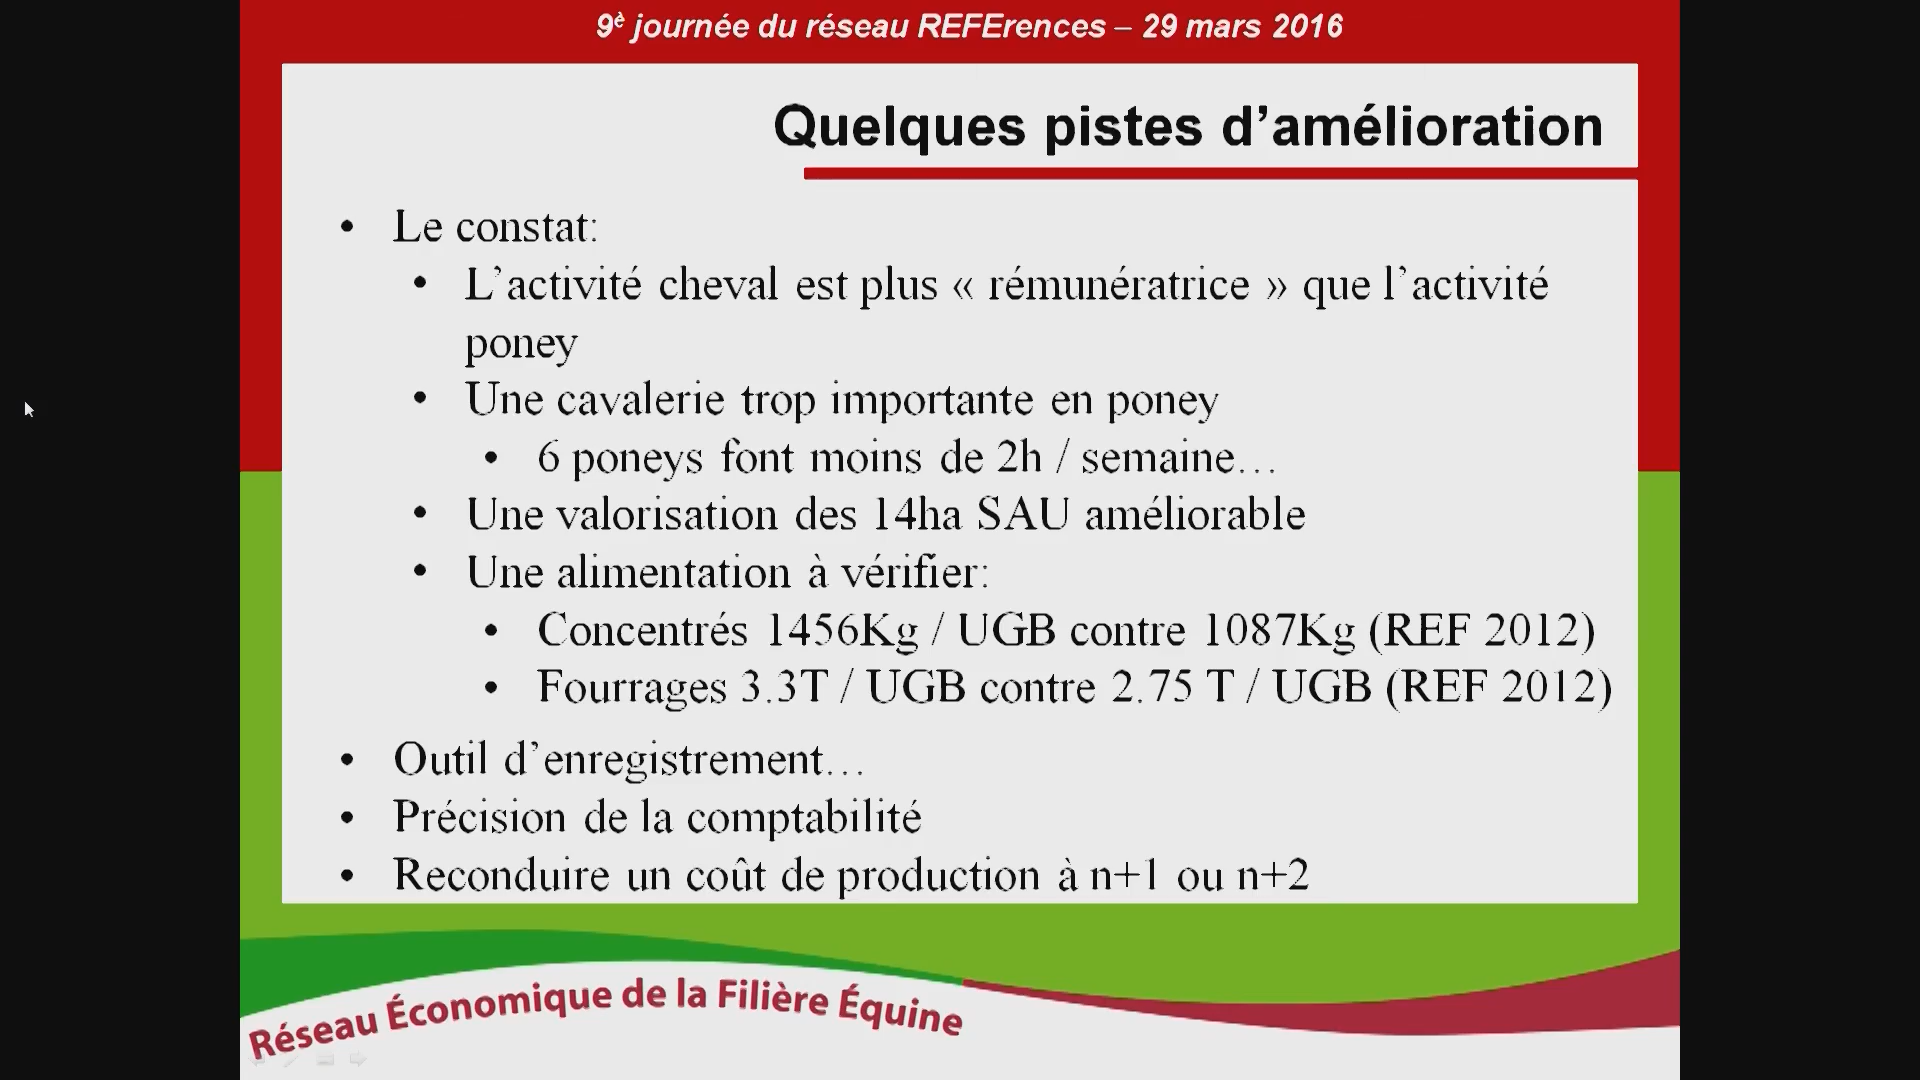 9è journée du réseau REFErences – 29 mars 2016
Quelques pistes d’amélioration
• Le constat:
• L’activité cheval est plus « rémunératrice » que l’activité
poney
• Une cavalerie trop importante en poney
• 6 poneys font moins de 2h / semaine…
• Une valorisation des 14ha SAU améliorable
• Une alimentation à vérifier:
• Concentrés 1456Kg / UGB contre 1087Kg (REF 2012)
• Fourrages 3.3T / UGB contre 2.75 T / UGB (REF 2012)
• Outil d’enregistrement…
• Précision de la comptabilité
• Reconduire un coût de production à n+1 ou n+2
Réseau Économique de la Filière Équine